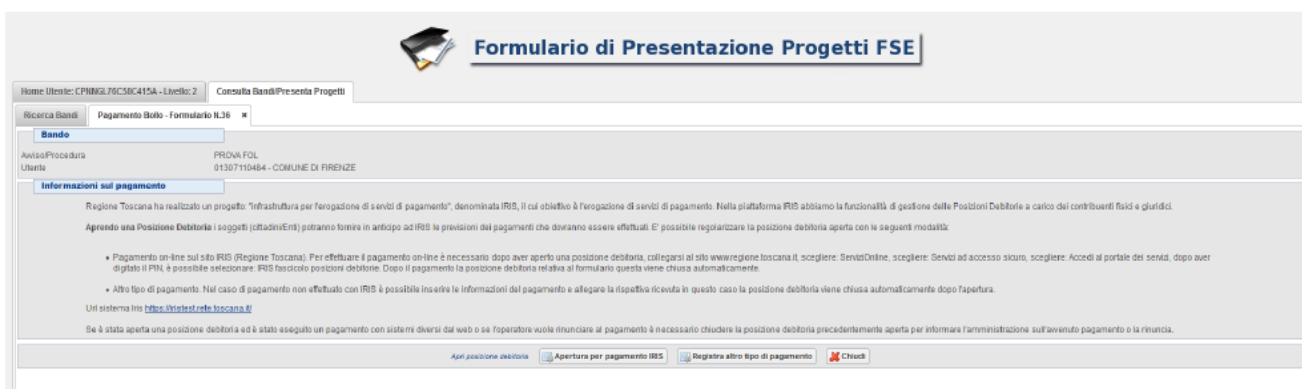 Formulario di Presentazione Progetti FSE
Home Utente: CPNNGL76C58C415A - Livello: 2 Consulta Bandi/Presenta Progetti
Ricerca Bandi Pagamento Bollo - Formulario N.36
Bando
Avviso/Procedura PROVA FOL
Utente 01307110484 - COMUNE DI FIRENZE
Informazioni sul pagamento
Regione Toscana ha realizzato un progetto: "infrastruttura per l'erogazione di servizi di pagamento", denominata IRIS, il cui obiettivo è l'erogazione di servizi di pagamento. Nella piattaforma IRIS abbiamo la funzionalità di gestione delle Posizioni Debitorie a carico dei contribuenti fisici e giuridici.
Aprendo una Posizione Debitoria i soggetti (cittadini/Enti) potranno fornire in anticipo ad IRIS le previsioni dei pagamenti che dovranno essere effettuati. E' possibile regolarizzare la posizione debitoria aperta con le seguenti modalità:
• Pagamento on-line sul sito IRIS (Regione Toscana). Per effettuare il pagamento on-line è necessario dopo aver aperto una posizione debitoria, collegarsi al sito www.regione.toscana.it, scegliere: ServiziOnline, scegliere: Servizi ad accesso sicuro, scegliere: Accedi al portale dei servizi, dopo aver
digitato il PIN, è possibile selezionare: IRIS fascicolo posizioni debitorie. Dopo il pagamento la posizione debitoria relativa al formulario questa viene chiusa automaticamente.
• Altro tipo di pagamento. Nel caso di pagamento non effettuato con IRIS è possibile inserire le informazioni del pagamento e allegare la rispettiva ricevuta in questo caso la posizione debitoria viene chiusa automaticamente dopo l'apertura.
Url sistema Iris https://iristest.rete.toscana.it/
Se è stata aperta una posizione debitoria ed è stato eseguito un pagamento con sistemi diversi dal web o se l'operatore vuole rinunciare al pagamento è necessario chiudere la posizione debitoria precedentemente aperta per informare l'amministrazione sull'avvenuto pagamento o la rinuncia.
Apri posizione debitoria Apertura per pagamento IRIS Registra altro tipo di pagamento Chiudi